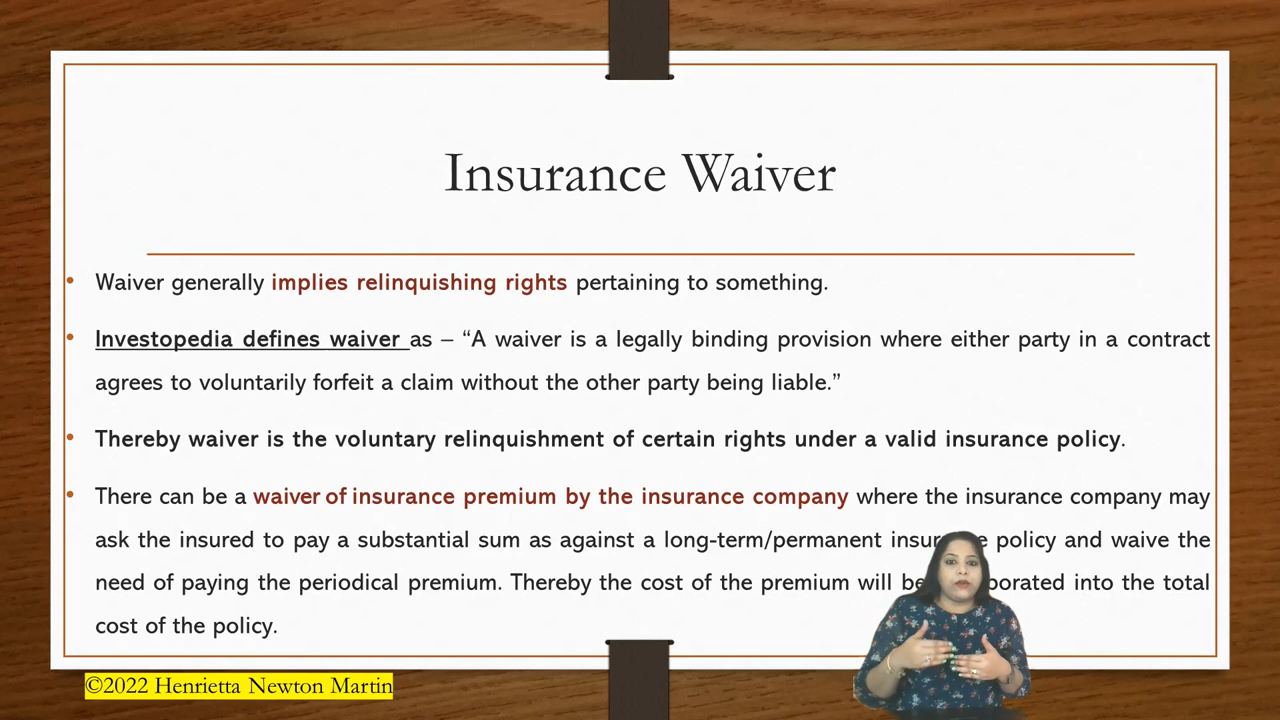 Insurance Waiver
• Waiver generally implies relinquishing rights pertaining to something.
• Investopedia defines waiver as – “A waiver is a legally binding provision where either party in a contract
agrees to voluntarily forfeit a claim without the other party being liable.”
• Thereby waiver is the voluntary relinquishment of certain rights under a valid insurance policy.
• There can be a waiver of insurance premium by the insurance company where the insurance company may
ask the insured to pay a substantial sum as against a long-term/permanent policy and waive the
need of paying the periodical premium. Thereby the cost of the premium will be into the total
cost of the policy.
©2022 Henrietta Newton Martin